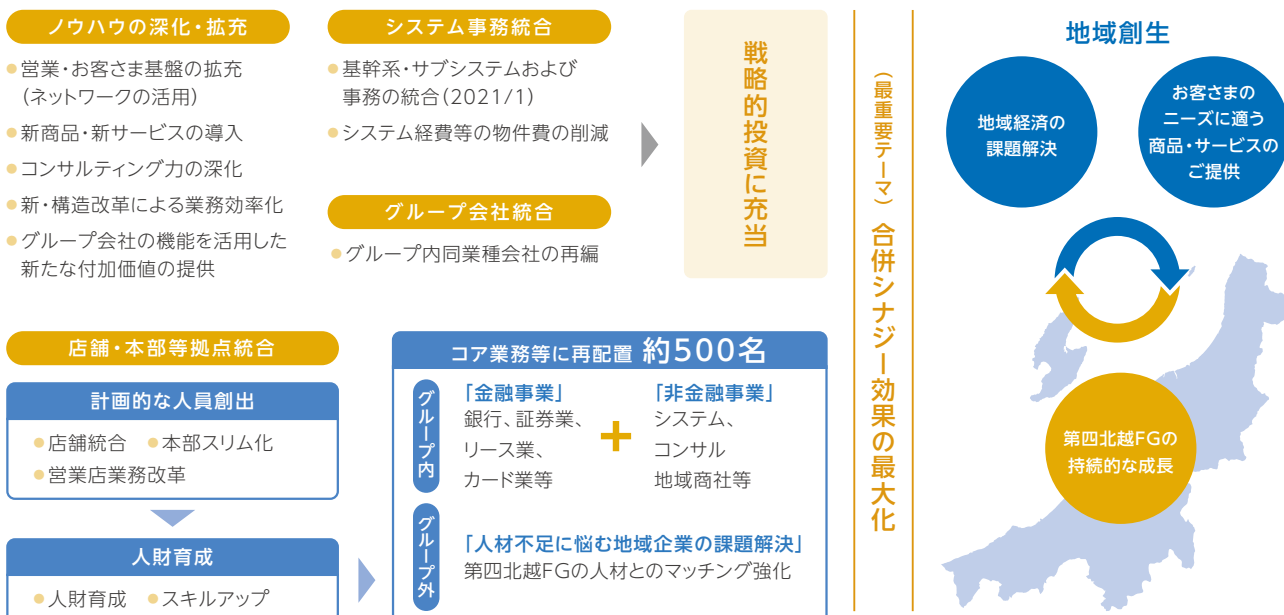 ノウハウの深化・拡充
営業・お客さま基盤の拡充
(ネットワークの活用)
新商品・新サービスの導入
コンサルティング力の深化
新・構造改革による業務効率化
グループ会社の機能を活用した
新たな付加価値の提供
システム事務統合
基幹系・サブシステムおよび
事務の統合(2021/1)
システム経費等の物件費の削減
グループ会社統合
グループ内同業種会社の再編
戦略的投資に充当
店舗・本部等拠点統合
計画的な人員創出
店舗統合
本部スリム化
営業店業務改革
人財育成
人財育成
スキルアップ
コア業務等に再配置 約500名
グループ内
「金融事業」
銀行、証券業、
リース業、
カード業等
+
「非金融事業」
システム、
コンサル
地域商社等
グループ外
「人材不足に悩む地域企業の課題解決」
第四北越FGの人材とのマッチング強化
(最重要テーマ) 合併シナジー効果の最大化
地域創生
地域経済の
課題解決
お客さまの
ニーズに適う
商品・サービスの
ご提供
第四北越FGの
持続的な成長